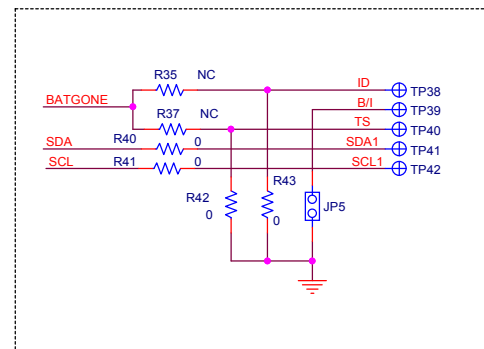 R35 NC ID TP38
BATGONE B/I TP39
R37 NC TS TP40
SDA R40 0 SDA1 TP41
SCL R41 0 SCL1 TP42
R42 0 R43 0 JP5